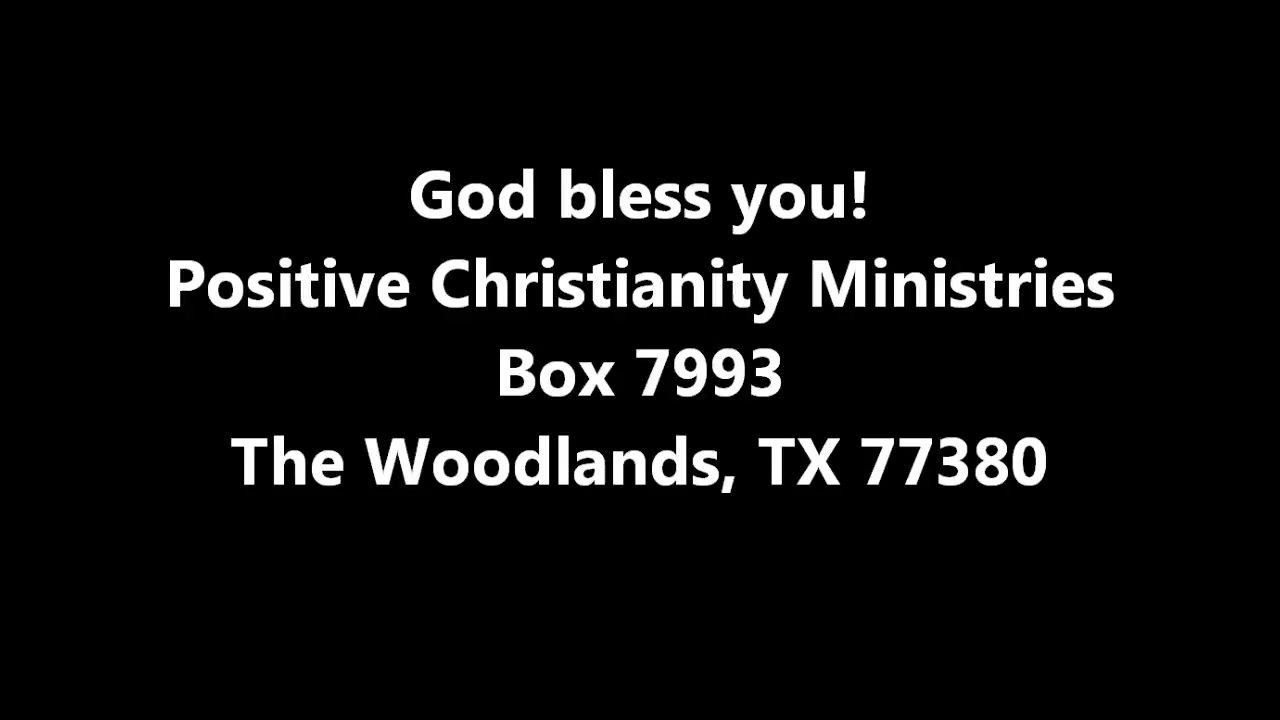 God bless you!
Positive Christianity Ministries
Box 7993
The Woodlands, TX 77380